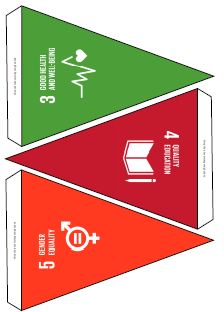 3 GOOD HEALTH
AND WELL-BEING
4 QUALITY
EDUCATION
5 GENDER
EQUALITY